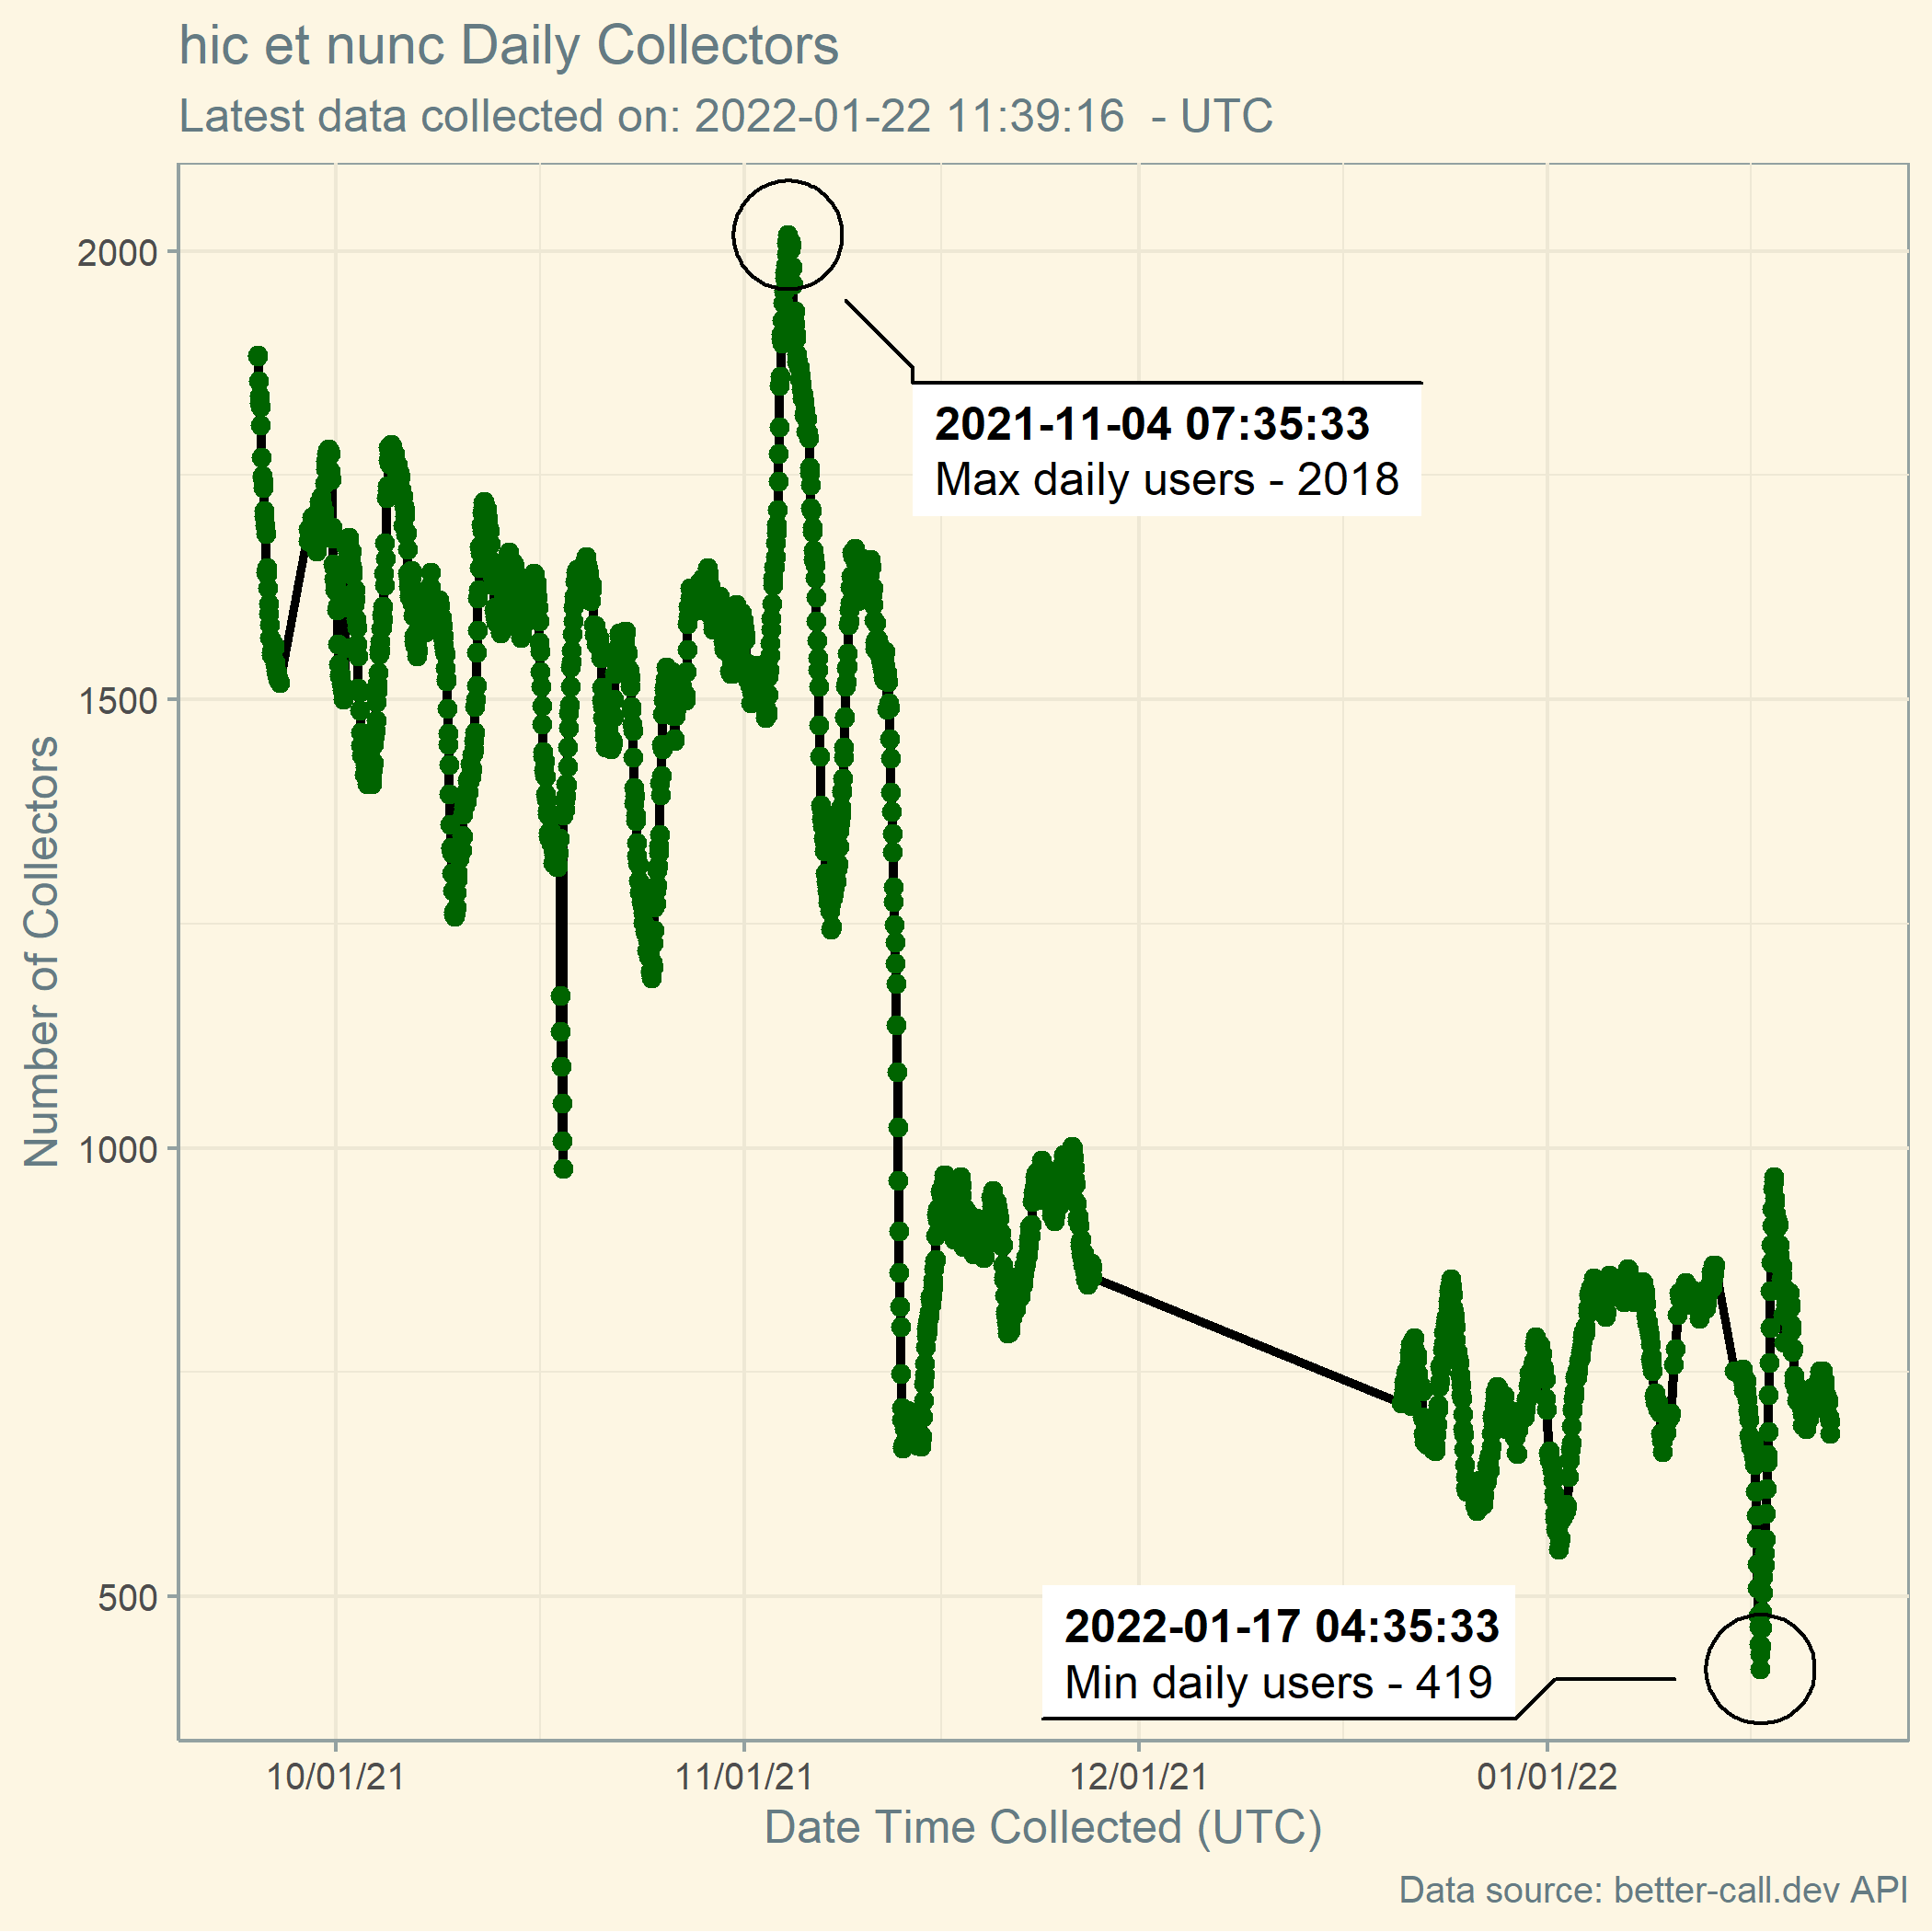 hic et nunc Daily Collectors
Latest data collected on: 2022-01-22 11:39:16  - UTC
Number of Collectors
2000
1500
1000
500
2021-11-04 07:35:33
Max daily users - 2018
2022-01-17 04:35:33
Min daily users - 419
10/01/21 11/01/21 12/01/21 01/01/22
Date Time Collected (UTC)
Data source: better-call.dev API